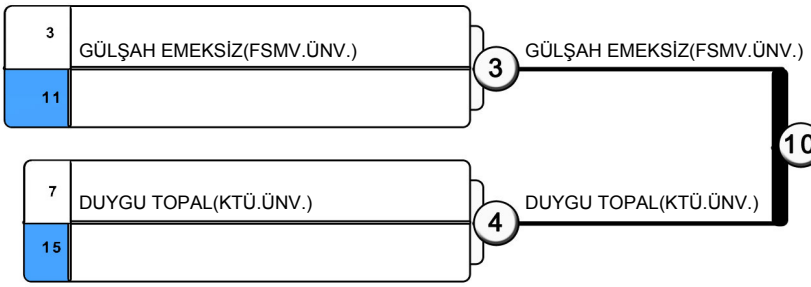 3
GÜLŞAH EMEKSİZ(FSMV.ÜNV.)
11
3
GÜLŞAH EMEKSİZ(FSMV.ÜNV.)
10
7
DUYGU TOPAL(KTÜ.ÜNV.)
15
4
DUYGU TOPAL(KTÜ.ÜNV.)